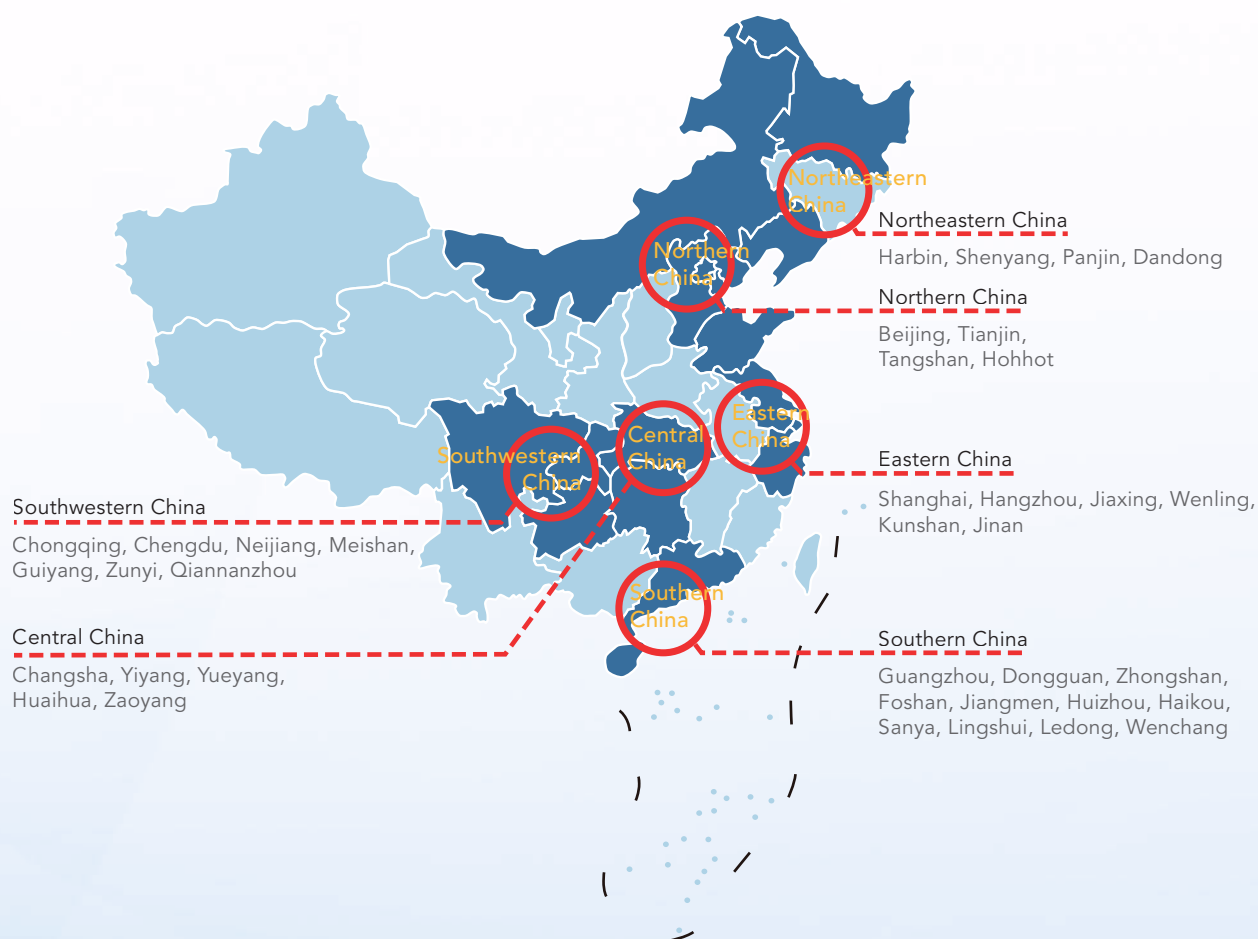 Northeastern
China
Northeastern China
Harbin, Shenyang, Panjin, Dandong
Northern
China
Northern China
Beijing, Tianjin,
Tangshan, Hohhot
Eastern
China
Eastern China
Shanghai, Hangzhou, Jiaxing, Wenling,
Kunshan, Jinan
Central
China
Southwestern
China
Southwestern China
Chongqing, Chengdu, Neijiang, Meishan,
Guiyang, Zunyi, Qiannanzhou
Central China
Changsha, Yiyang, Yueyang,
Huaihua, Zaoyang
Southern
China
Southern China
Guangzhou, Dongguan, Zhongshan,
Foshan, Jiangmen, Huizhou, Haikou,
Sanya, Lingshui, Ledong, Wenchang